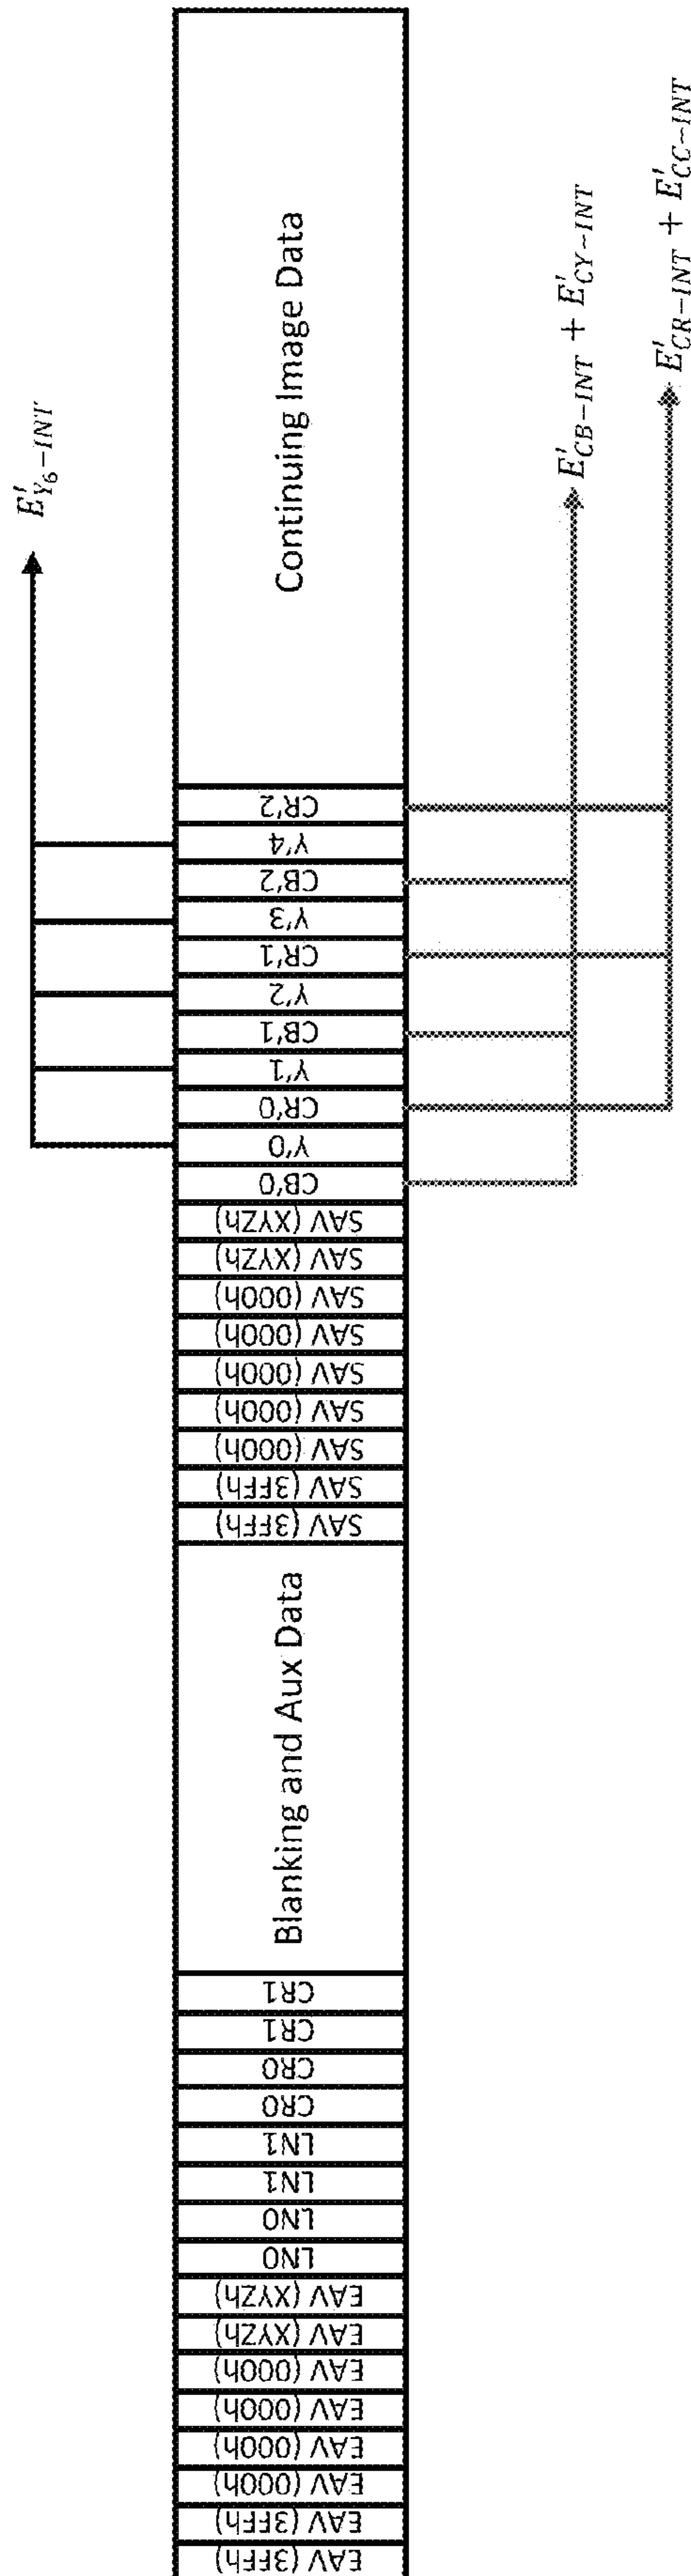 E'Y₆−INT
EAV (3FFh)
EAV (3FFh)
EAV (000h)
EAV (000h)
EAV (000h)
EAV (000h)
EAV (XYZh)
EAV (XYZh)
LN0
LN0
LN1
LN1
CR0
CR0
CR1
CR1
Blanking and Aux Data
SAV (3FFh)
SAV (3FFh)
SAV (000h)
SAV (000h)
SAV (000h)
SAV (000h)
SAV (000h)
SAV (XYZh)
SAV (XYZh)
CB'0
Y'0
CR'0
Y'1
CB'1
Y'2
CR'1
Y'3
CB'2
Y'4
CR'2
Continuing Image Data
E'CB−INT + E'CY−INT
E'CR−INT + E'CC−INT